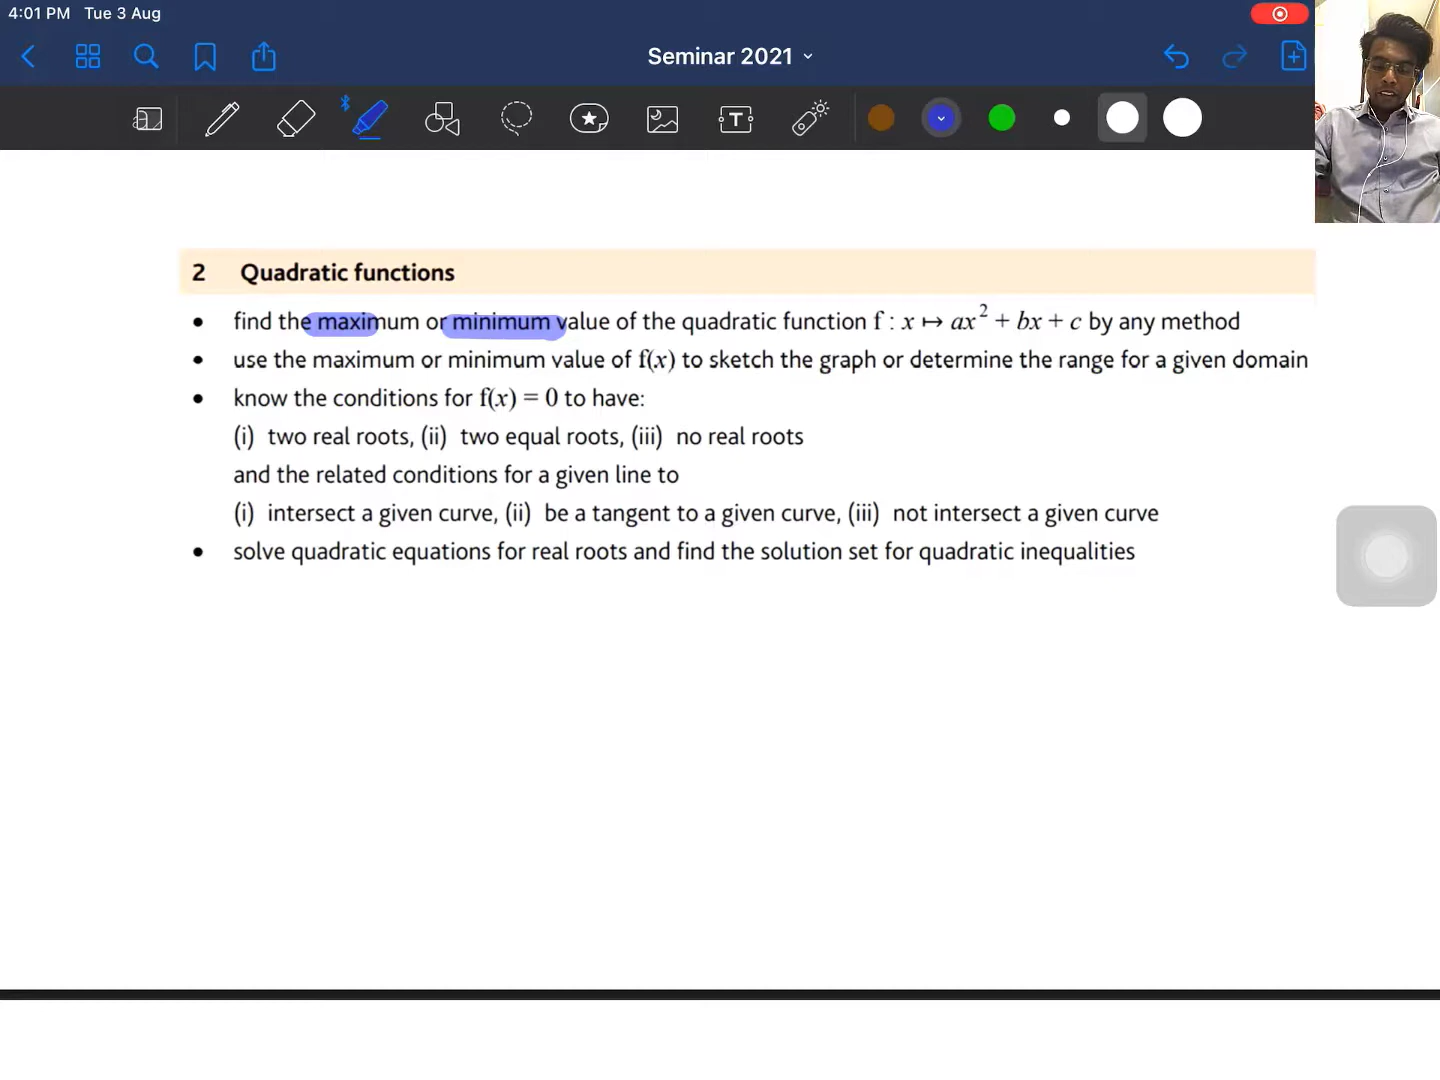 4:01 PM Tue 3 Aug
Seminar 2021
T
2 Quadratic functions
• find the maximum or minimum value of the quadratic function f : x ↦ ax² + bx + c by any method
• use the maximum or minimum value of f(x) to sketch the graph or determine the range for a given domain
• know the conditions for f(x) = 0 to have:
(i) two real roots, (ii) two equal roots, (iii) no real roots
and the related conditions for a given line to
(i) intersect a given curve, (ii) be a tangent to a given curve, (iii) not intersect a given curve
• solve quadratic equations for real roots and find the solution set for quadratic inequalities